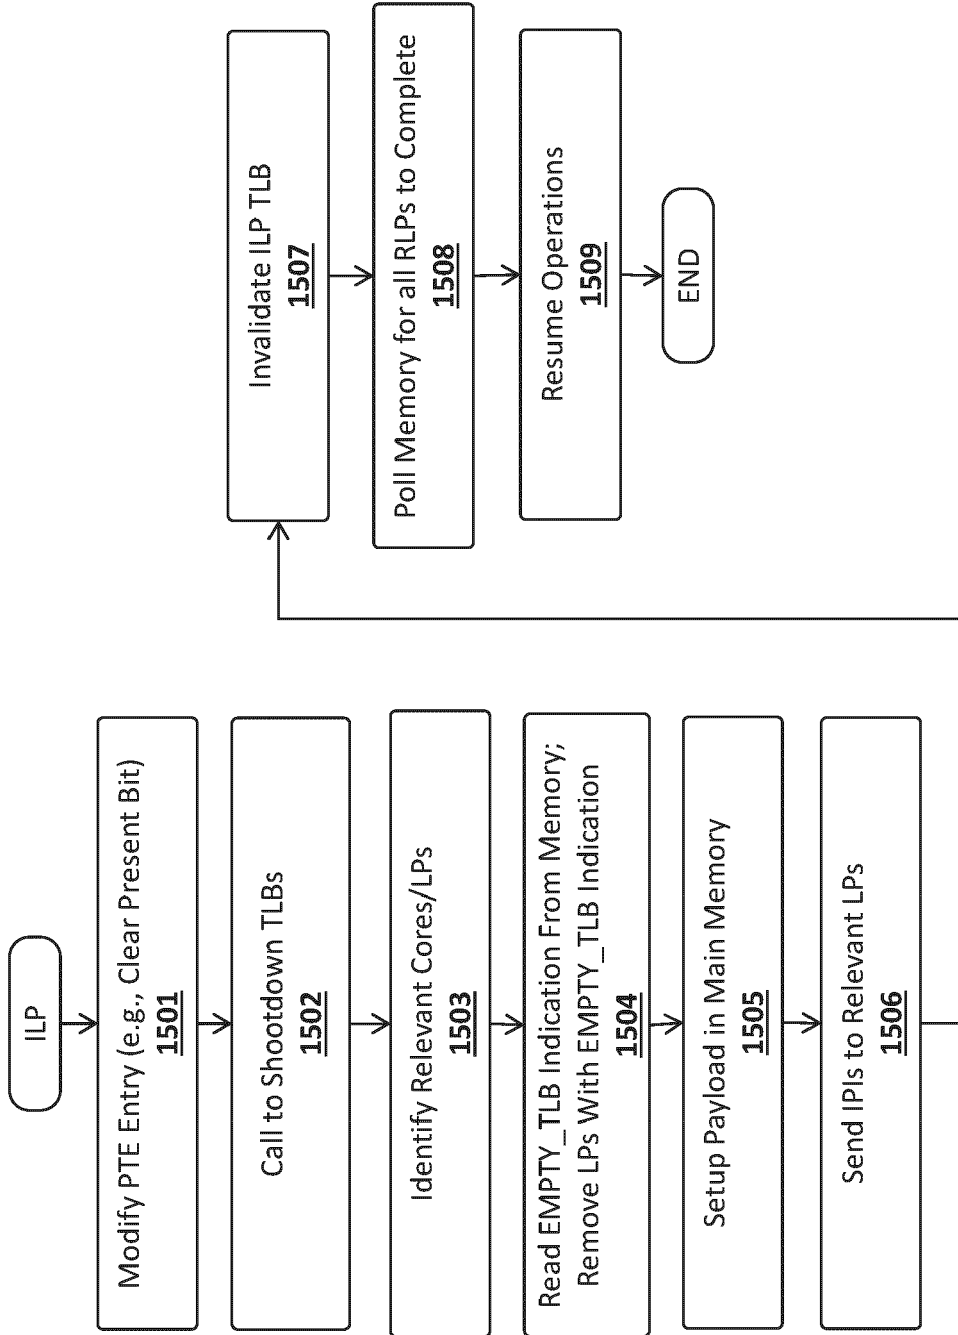 ILP
Modify PTE Entry (e.g., Clear Present Bit)
1501
Call to Shootdown TLBs
1502
Identify Relevant Cores/LPs
1503
Read EMPTY_TLB Indication From Memory;
Remove LPs With EMPTY_TLB Indication
1504
Setup Payload in Main Memory
1505
Send IPIs to Relevant LPs
1506
Invalidate ILP TLB
1507
Poll Memory for all RLPs to Complete
1508
Resume Operations
1509
END